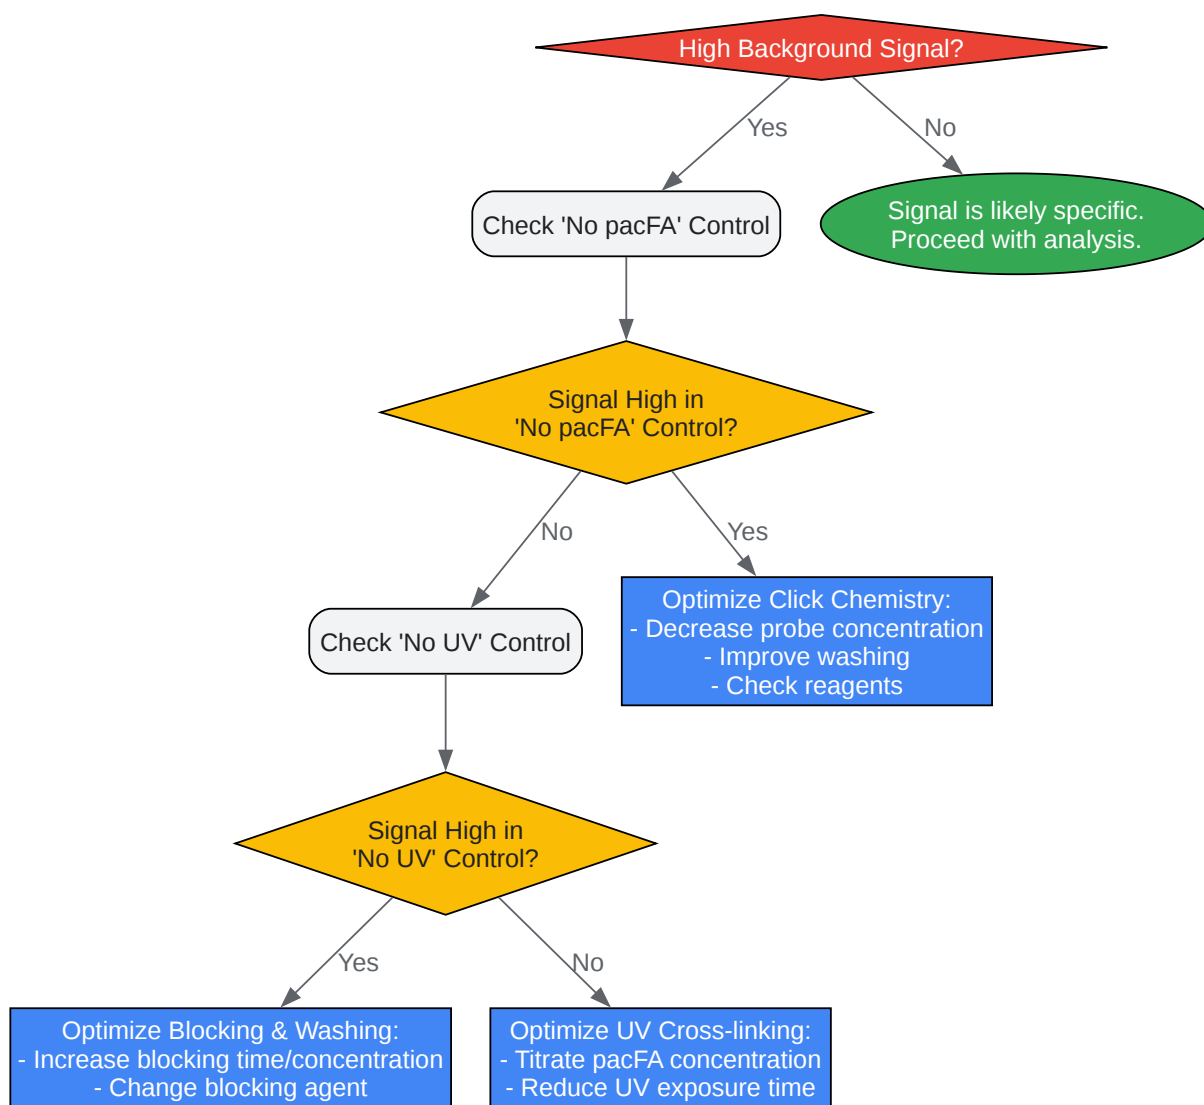 High Background Signal?
Yes
No
Check 'No pacFA' Control
Signal is likely specific.
Proceed with analysis.
Signal High in
'No pacFA' Control?
No
Yes
Check 'No UV' Control
Optimize Click Chemistry:
- Decrease probe concentration
- Improve washing
- Check reagents
Signal High in
'No UV' Control?
Yes
No
Optimize Blocking & Washing:
- Increase blocking time/concentration
- Change blocking agent
Optimize UV Cross-linking:
- Titrate pacFA concentration
- Reduce UV exposure time